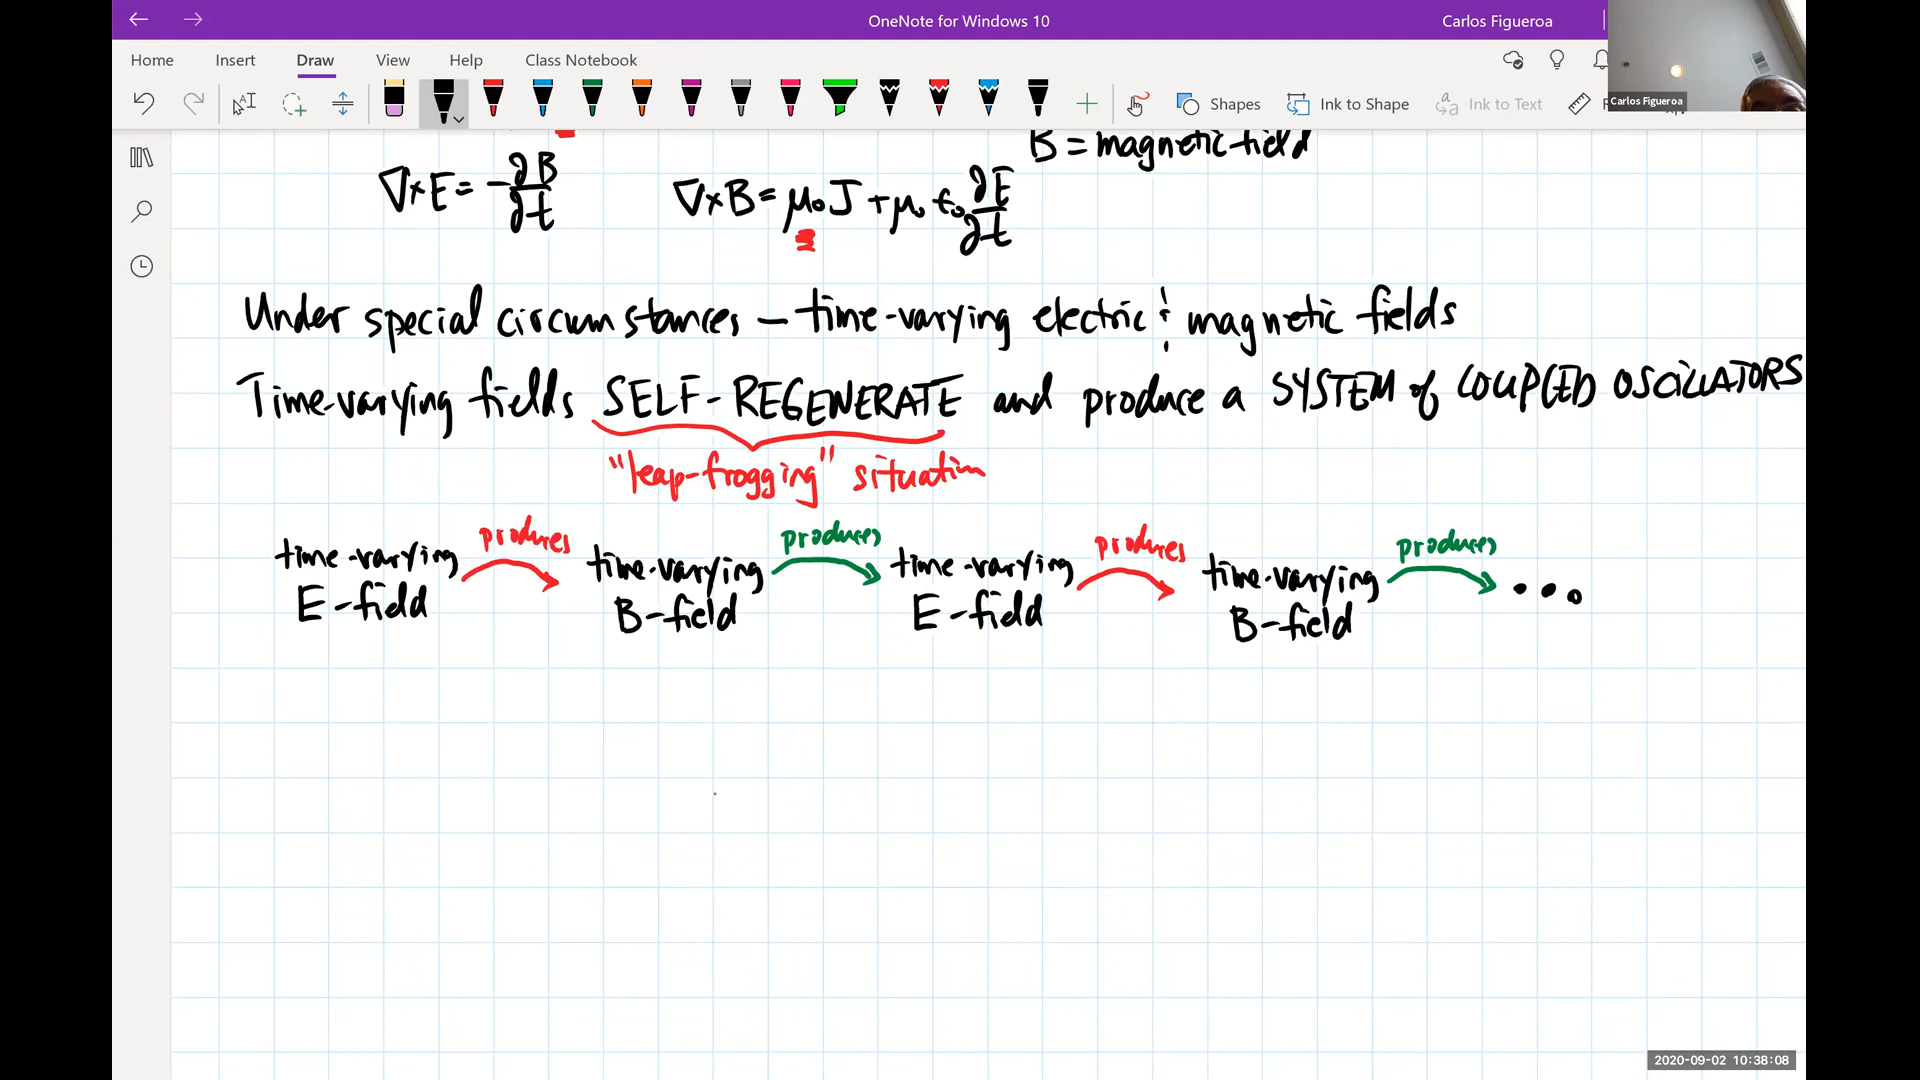 OneNote for Windows 10
Carlos Figueroa
Home Insert Draw View Help Class Notebook
Shapes Ink to Shape Ink to Text
Carlos Figueroa
B = magnetic field
∇×E = -∂B/∂t
∇×B = μ₀J + μ₀ε₀ ∂E/∂t
Under special circumstances – time-varying electric & magnetic fields
Time-varying fields SELF-REGENERATE and produce a SYSTEM of COUPLED OSCILLATORS
"leap-frogging" situation
produces produces produces produces
time-varying time-varying time-varying time-varying
E-field B-field E-field B-field
2020-09-02 10:38:08